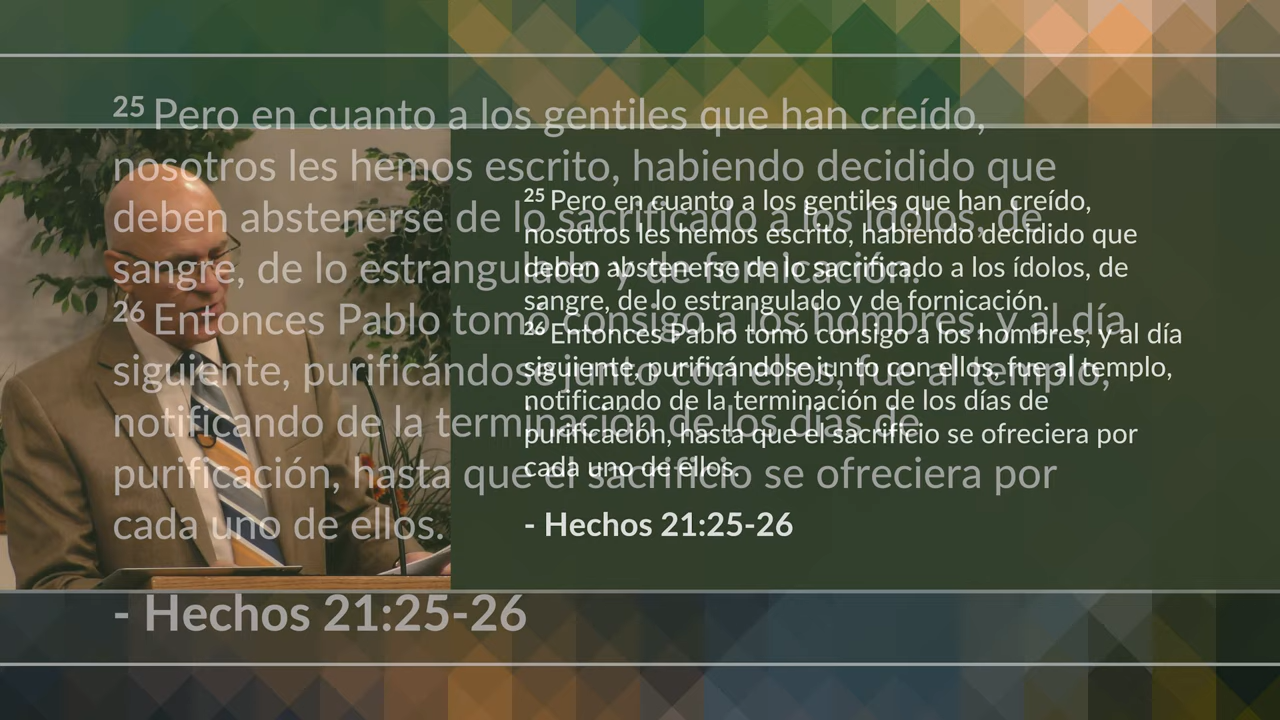 25 Pero en cuanto a los gentiles que han creído,
nosotros les hemos escrito, habiendo decidido que
deben abstenerse de lo sacrificado a los ídolos, de
sangre, de lo estrangulado y de fornicación.
26 Entonces Pablo tomó consigo a los hombres, y al día
siguiente, purificándose junto con ellos, fue al templo,
notificando de la terminación de los días de
purificación, hasta que el sacrificio se ofreciera por
cada uno de ellos.
- Hechos 21:25-26
25 Pero en cuanto a los gentiles que han creído,
nosotros les hemos escrito, habiendo decidido que
deben abstenerse de lo sacrificado a los ídolos, de
sangre, de lo estrangulado y de fornicación.
26 Entonces Pablo tomó consigo a los hombres, y al día
siguiente, purificándose junto con ellos, fue al templo,
notificando de la terminación de los días de
purificación, hasta que el sacrificio se ofreciera por
cada uno de ellos.
- Hechos 21:25-26